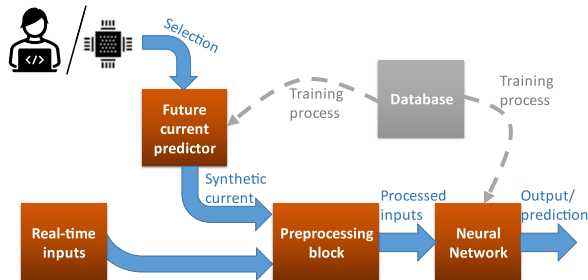 </>
Selection
Future
current
predictor
Training
process
Database
Training
process
Synthetic
current
Real-time
inputs
Preprocessing
block
Processed
inputs
Neural
Network
Output/
prediction